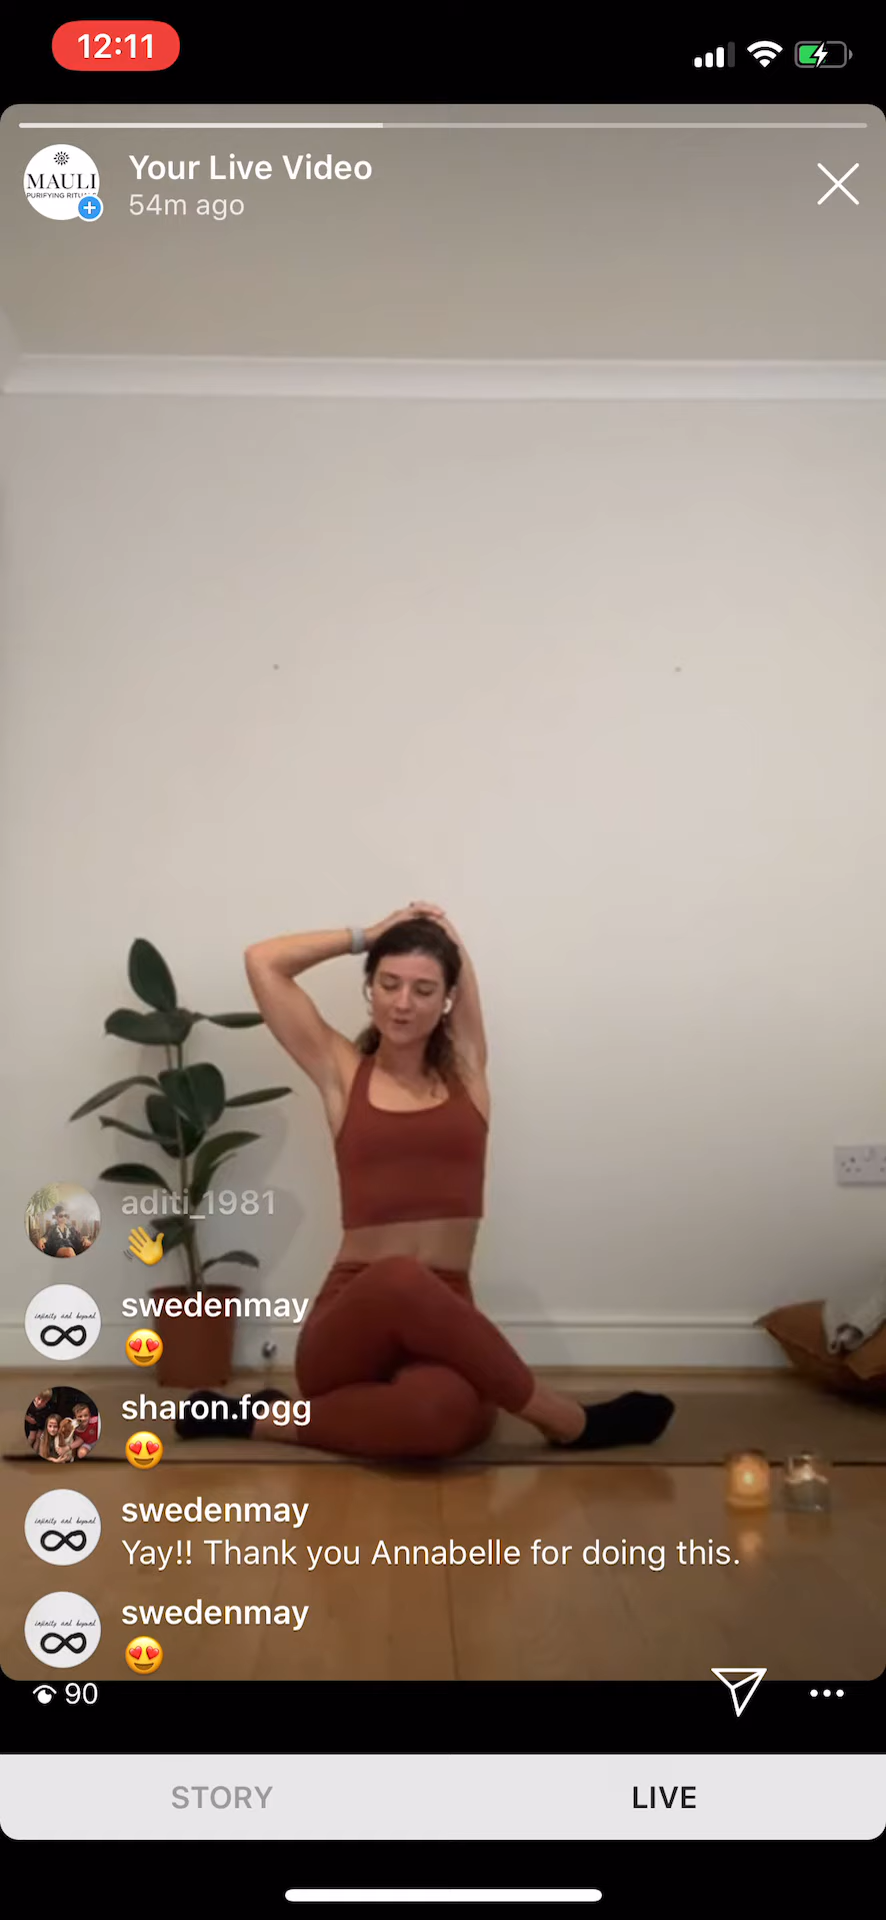 12:11
MAULI
Your Live Video
54m ago
aditi_1981
swedenmay
sharon.fogg
swedenmay
Yay!! Thank you Annabelle for doing this.
swedenmay
90
STORY
LIVE